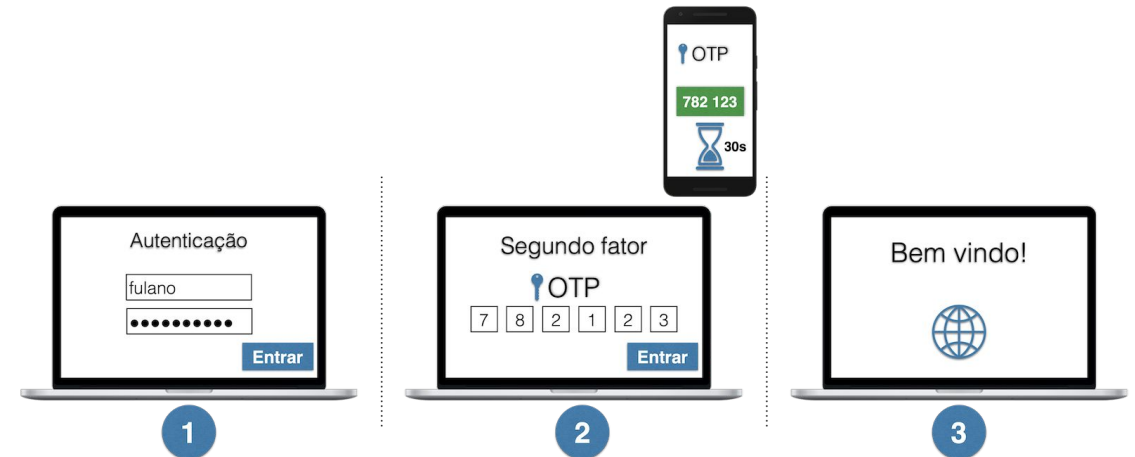 Autenticação
fulano
Entrar
1
OTP
782 123
30s
Segundo fator
OTP
7 8 2 1 2 3
Entrar
2
Bem vindo!
3